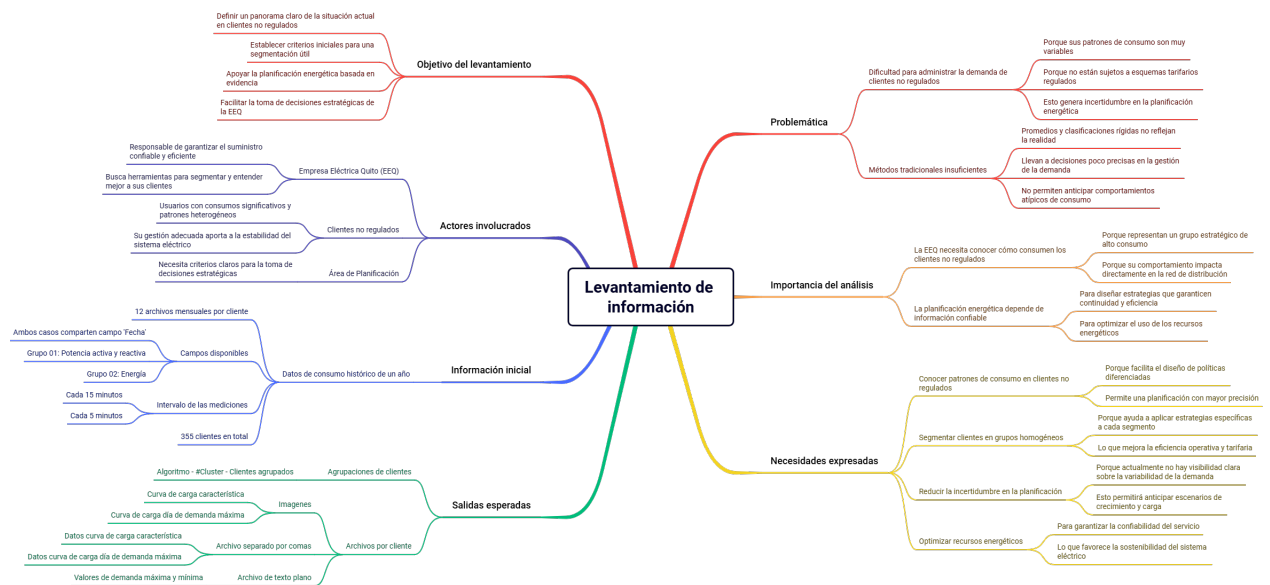 Levantamiento de
información
Objetivo del levantamiento
Definir un panorama claro de la situación actual
en clientes no regulados
Establecer criterios iniciales para una
segmentación útil
Apoyar la planificación energética basada en
evidencia
Facilitar la toma de decisiones estratégicas de
la EEQ
Actores involucrados
Empresa Eléctrica Quito (EEQ)
Responsable de garantizar el suministro
confiable y eficiente
Busca herramientas para segmentar y entender
mejor a sus clientes
Clientes no regulados
Usuarios con consumos significativos y
patrones heterogéneos
Su gestión adecuada aporta a la estabilidad del
sistema eléctrico
Área de Planificación
Necesita criterios claros para la toma de
decisiones estratégicas
Información inicial
Datos de consumo histórico de un año
12 archivos mensuales por cliente
Campos disponibles
Ambos casos comparten campo 'Fecha'
Grupo 01: Potencia activa y reactiva
Grupo 02: Energía
Intervalo de las mediciones
Cada 15 minutos
Cada 5 minutos
355 clientes en total
Salidas esperadas
Agrupaciones de clientes
Algoritmo - #Cluster - Clientes agrupados
Archivos por cliente
Imagenes
Curva de carga característica
Curva de carga día de demanda máxima
Archivo separado por comas
Datos curva de carga característica
Datos curva de carga día de demanda máxima
Archivo de texto plano
Valores de demanda máxima y mínima
Problemática
Dificultad para administrar la demanda de
clientes no regulados
Porque sus patrones de consumo son muy
variables
Porque no están sujetos a esquemas tarifarios
regulados
Esto genera incertidumbre en la planificación
energética
Métodos tradicionales insuficientes
Promedios y clasificaciones rígidas no reflejan
la realidad
Llevan a decisiones poco precisas en la gestión
de la demanda
No permiten anticipar comportamientos
atípicos de consumo
Importancia del análisis
La EEQ necesita conocer cómo consumen los
clientes no regulados
Porque representan un grupo estratégico de
alto consumo
Porque su comportamiento impacta
directamente en la red de distribución
La planificación energética depende de
información confiable
Para diseñar estrategias que garanticen
continuidad y eficiencia
Para optimizar el uso de los recursos
energéticos
Necesidades expresadas
Conocer patrones de consumo en clientes no
regulados
Porque facilita el diseño de políticas
diferenciadas
Permite una planificación con mayor precisión
Segmentar clientes en grupos homogéneos
Porque ayuda a aplicar estrategias específicas
a cada segmento
Lo que mejora la eficiencia operativa y tarifaria
Reducir la incertidumbre en la planificación
Porque actualmente no hay visibilidad clara
sobre la variabilidad de la demanda
Esto permitirá anticipar escenarios de
crecimiento y carga
Optimizar recursos energéticos
Para garantizar la confiabilidad del servicio
Lo que favorece la sostenibilidad del sistema
eléctrico